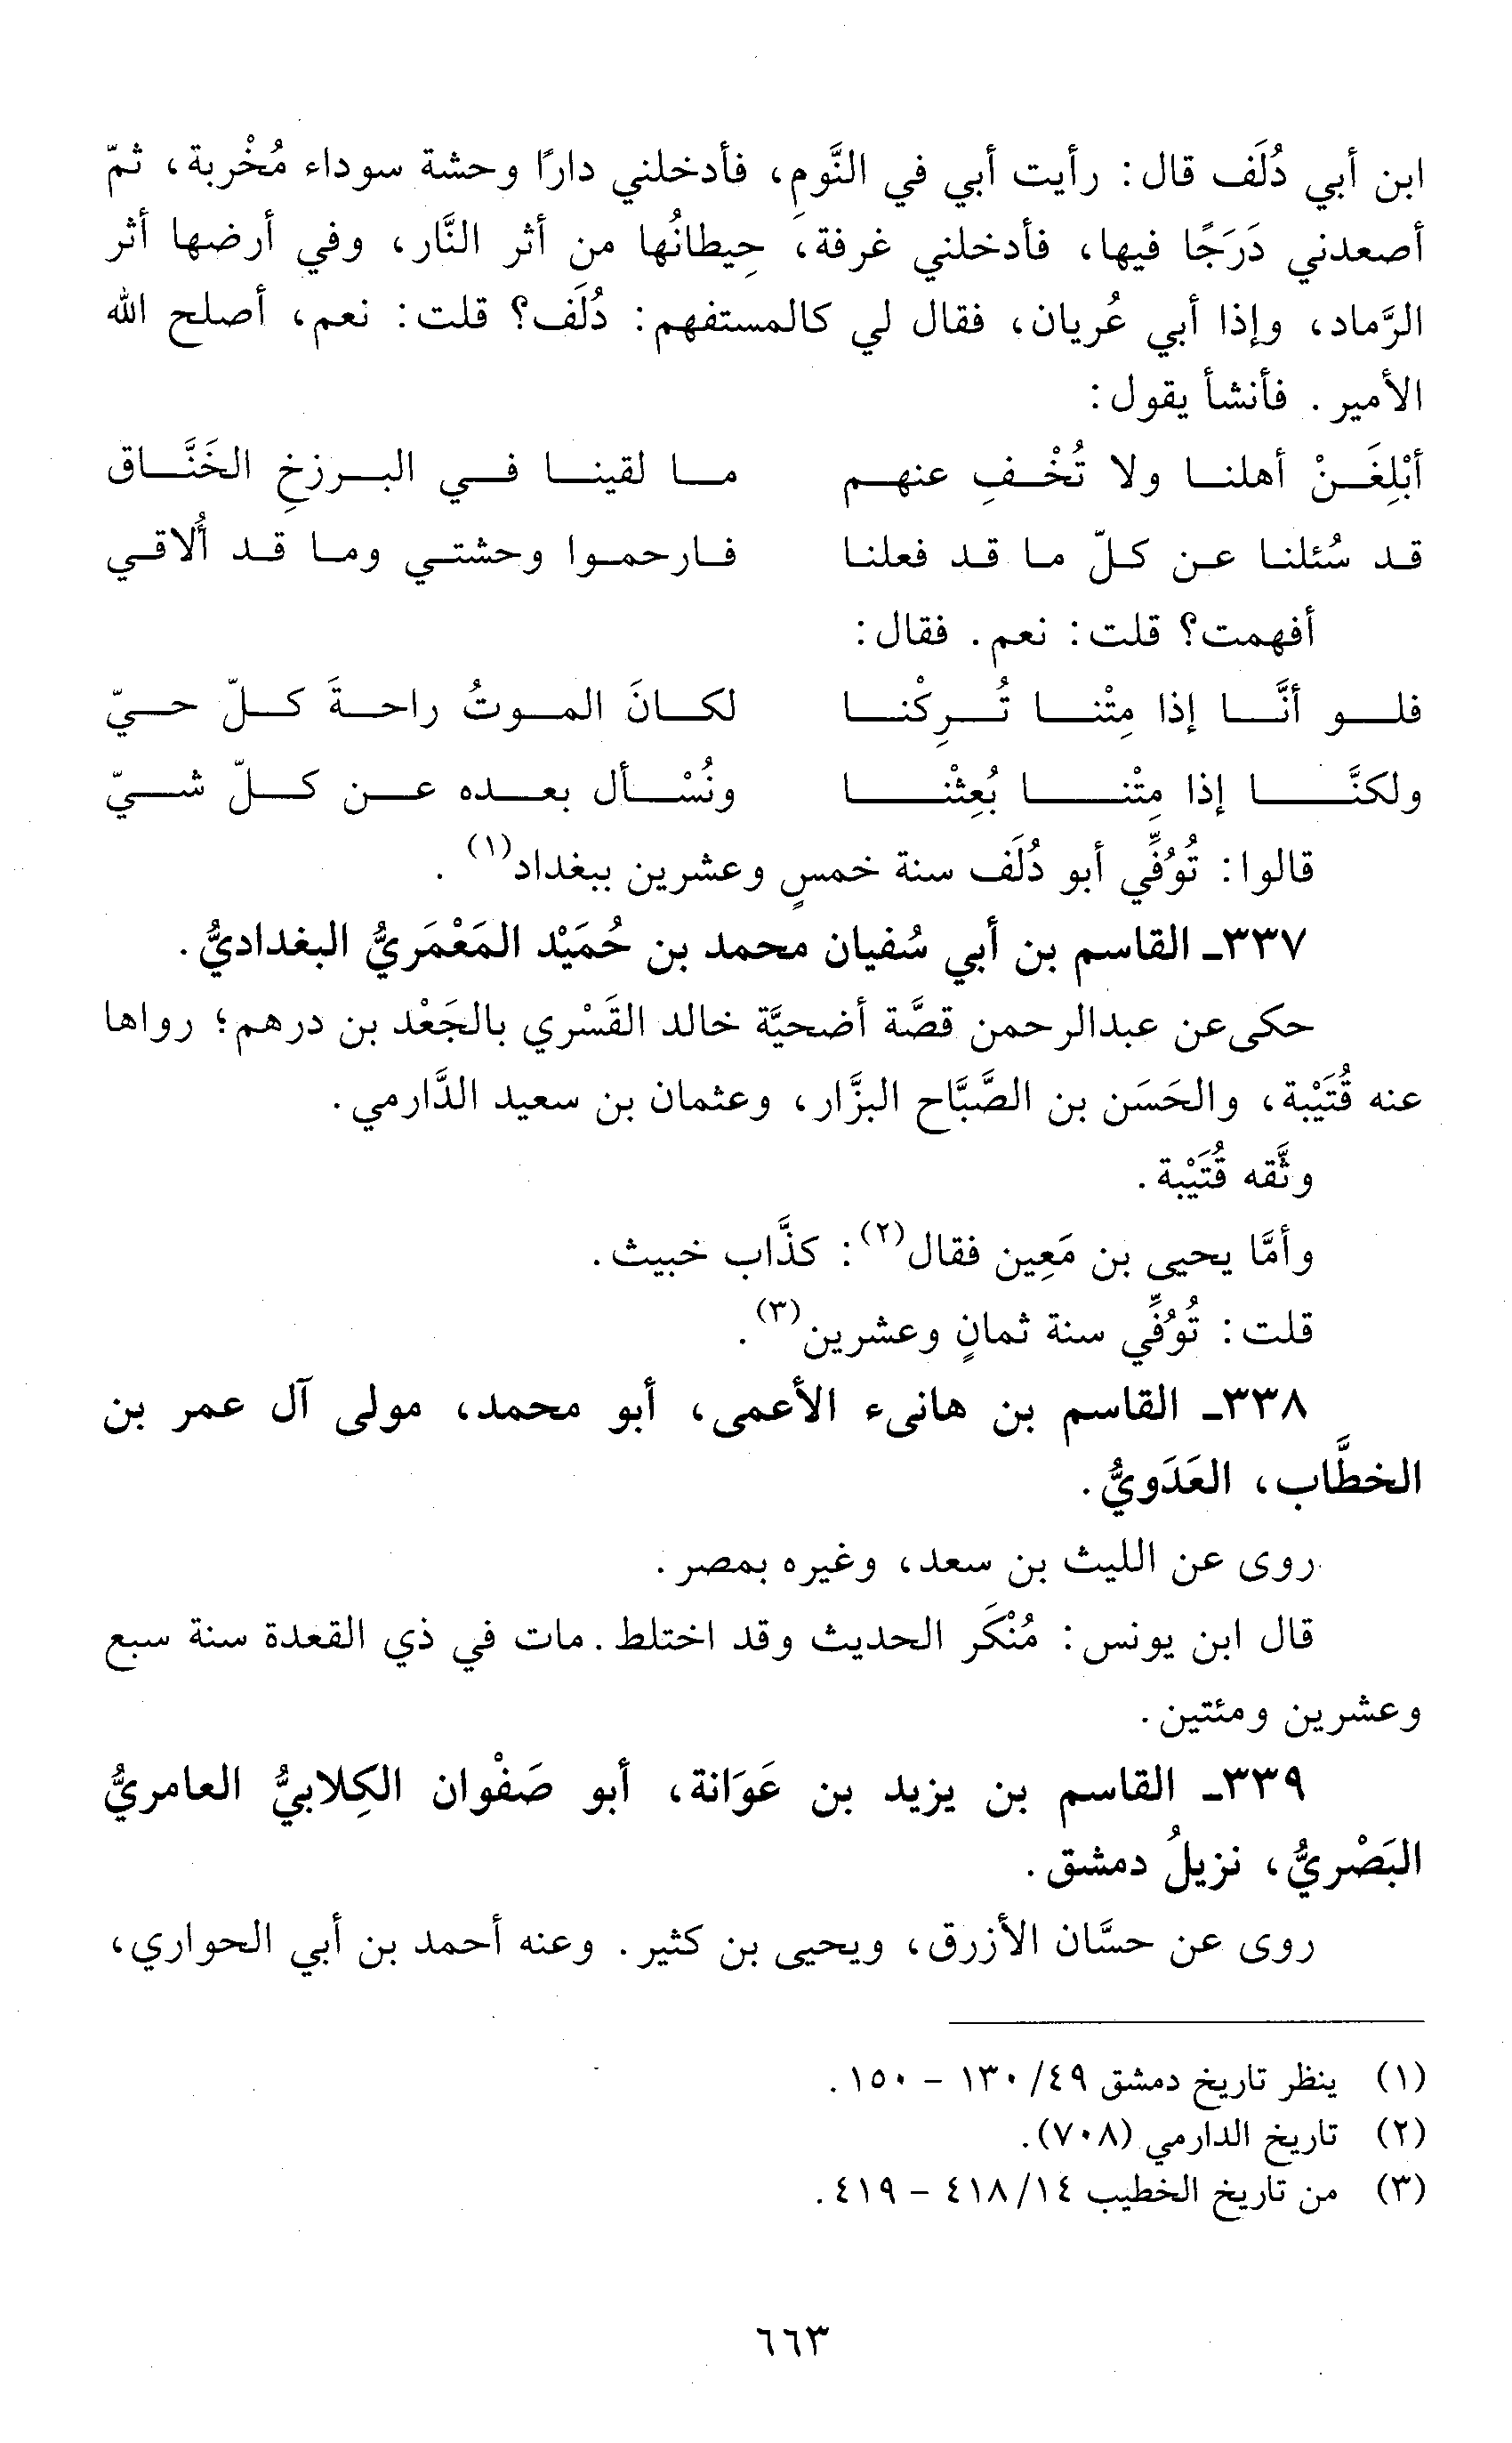 ابن أبي دُلَف قال: رأيت أبي في النَّومِ، فأدخلني دارًا وحشة سوداء مُخْربة، ثمّ
أصعدني دَرَجًا فيها، فأدخلني غرفة، حِيطانُها من أثر النَّار، وفي أرضها أثر
الرَّماد، وإذا أبي عُريان، فقال لي كالمستفهم: دُلَف؟ قلت: نعم، أصلح الله
الأمير. فأنشأ يقول:
أبْلِغَـنْ أهلنـا ولا تُخْـفِ عنهـم مـا لقينـا فـي البـرزخِ الخَنَّـاق
قد سُئلنا عن كلّ ما قد فعلنا فارحموا وحشتي وما قد أُلاقي
أفهمت؟ قلت: نعم. فقال:
فلـو أنَّـا إذا مِتْنـا تُـرِكْنـا لكـانَ المـوتُ راحـةَ كـلّ حـيّ
ولكنَّـا إذا مِتْنـا بُعِثْنـا ونُسْـأل بعـده عـن كـلّ شـيّ
قالوا: تُوُفِّي أبو دُلَف سنة خمسٍ وعشرين ببغداد(١).
٣٣٧ـ القاسم بن أبي سُفيان محمد بن حُمَيْد المَعْمَريُّ البغداديُّ.
حكى عن عبدالرحمن قصَّة أضحيَّة خالد القَسْري بالجَعْد بن درهم؛ رواها
عنه قُتَيْبة، والحَسَن بن الصَّبَّاح البزَّار، وعثمان بن سعيد الدَّارمي.
وثَّقه قُتَيْبة.
وأمَّا يحيى بن مَعِين فقال(٢): كذَّاب خبيث.
قلت: تُوُفِّي سنة ثمانٍ وعشرين(٣).
٣٣٨ـ القاسم بن هانىء الأعمى، أبو محمد، مولى آل عمر بن
الخطَّاب، العَدَويُّ.
روى عن الليث بن سعد، وغيره بمصر.
قال ابن يونس: مُنْكَر الحديث وقد اختلط. مات في ذي القعدة سنة سبع
وعشرين ومئتين.
٣٣٩ـ القاسم بن يزيد بن عَوَانة، أبو صَفْوان الكِلابيُّ العامريُّ
البَصْريُّ، نزيلُ دمشق.
روى عن حسَّان الأزرق، ويحيى بن كثير. وعنه أحمد بن أبي الحواري،
(١) ينظر تاريخ دمشق ٤٩/ ١٣٠ - ١٥٠.
(٢) تاريخ الدارمي (٧٠٨).
(٣) من تاريخ الخطيب ١٤/ ٤١٨ - ٤١٩.
٦٦٣